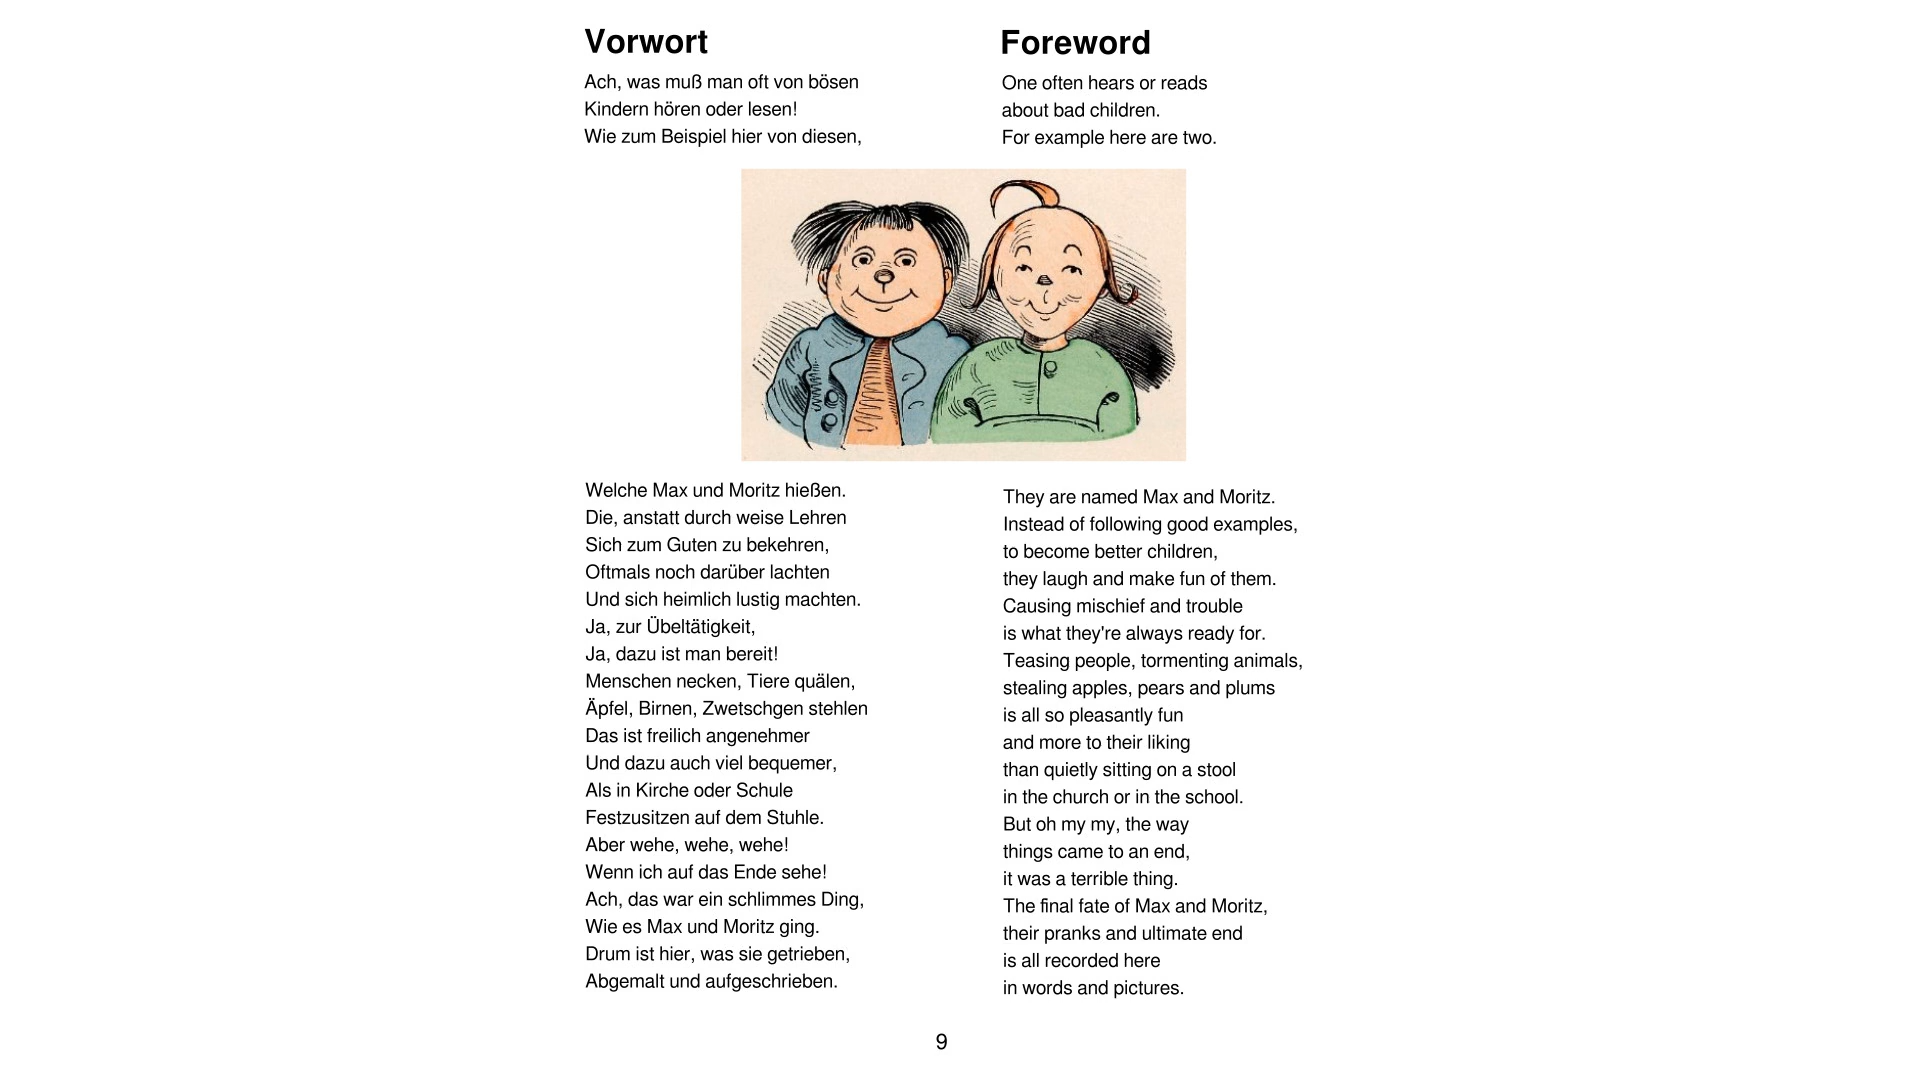 Vorwort
Ach, was muß man oft von bösen
Kindern hören oder lesen!
Wie zum Beispiel hier von diesen,
Welche Max und Moritz hießen.
Die, anstatt durch weise Lehren
Sich zum Guten zu bekehren,
Oftmals noch darüber lachten
Und sich heimlich lustig machten.
Ja, zur Übeltätigkeit,
Ja, dazu ist man bereit!
Menschen necken, Tiere quälen,
Äpfel, Birnen, Zwetschgen stehlen
Das ist freilich angenehmer
Und dazu auch viel bequemer,
Als in Kirche oder Schule
Festzusitzen auf dem Stuhle.
Aber wehe, wehe, wehe!
Wenn ich auf das Ende sehe!
Ach, das war ein schlimmes Ding,
Wie es Max und Moritz ging.
Drum ist hier, was sie getrieben,
Abgemalt und aufgeschrieben.
Foreword
One often hears or reads
about bad children.
For example here are two.
They are named Max and Moritz.
Instead of following good examples,
to become better children,
they laugh and make fun of them.
Causing mischief and trouble
is what they're always ready for.
Teasing people, tormenting animals,
stealing apples, pears and plums
is all so pleasantly fun
and more to their liking
than quietly sitting on a stool
in the church or in the school.
But oh my my, the way
things came to an end,
it was a terrible thing.
The final fate of Max and Moritz,
their pranks and ultimate end
is all recorded here
in words and pictures.
9